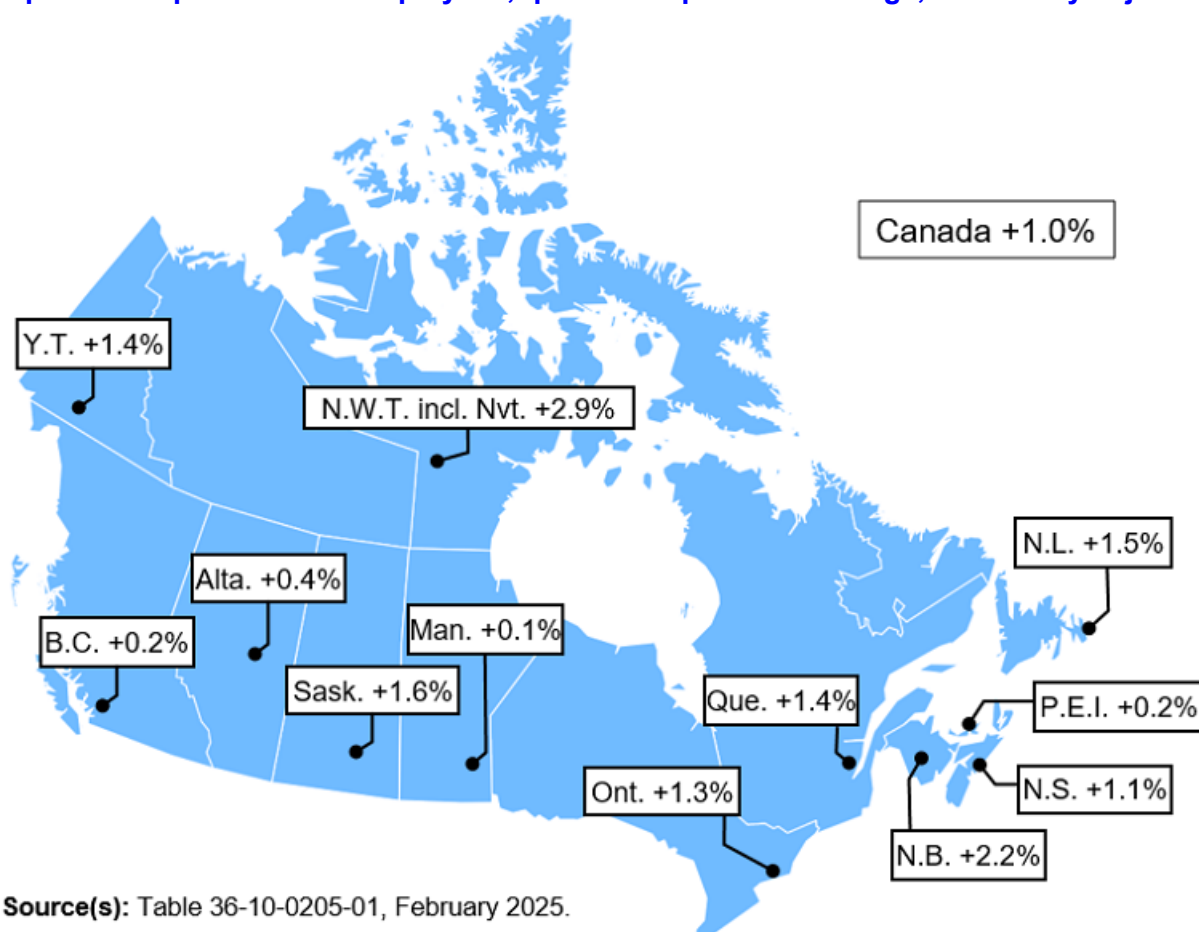 Canada +1.0%
Y.T. +1.4%
N.W.T. incl. Nvt. +2.9%
N.L. +1.5%
Alta. +0.4%
Man. +0.1%
B.C. +0.2%
Sask. +1.6%
Que. +1.4%
P.E.I. +0.2%
Ont. +1.3%
N.S. +1.1%
N.B. +2.2%
Source(s): Table 36-10-0205-01, February 2025.